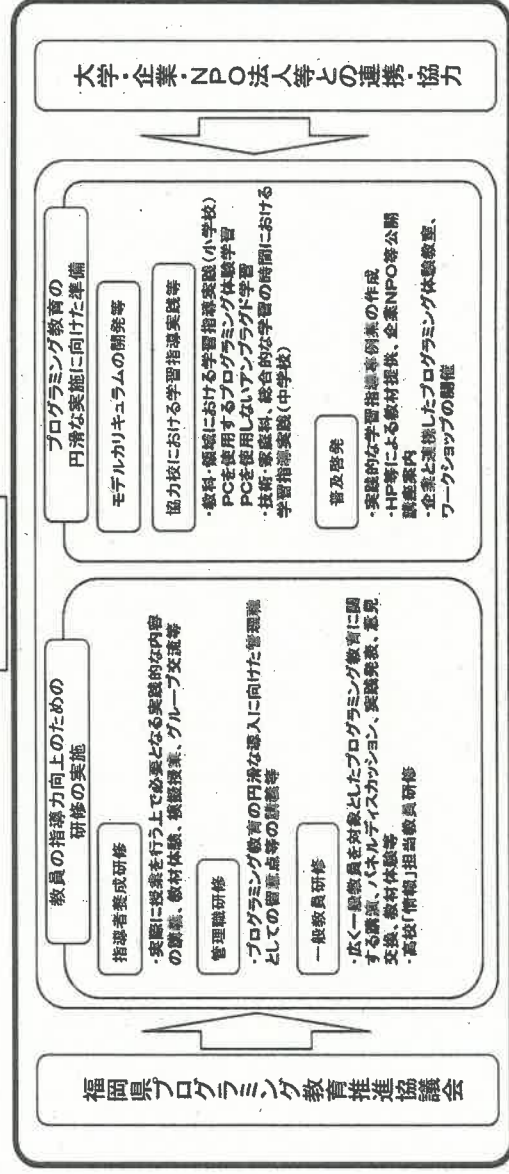 福岡県プログラミング教育推進協議会
教員の指導力向上のための
研修の実施
指導者養成研修
・実際に授業を行う上で必要となる実践的な内容
の講義、教材体験、模擬授業、グループ交流等
管理職研修
・プログラミング教育の円滑な導入に向けた管理職
としての留意点等の講義等
一般教員研修
・広く一般教員を対象としたプログラミング教育に関
する講演、パネルディスカッション、実践発表、意見
交換、教材体験等
・高校「情報」担当教員研修
プログラミング教育の
円滑な実施に向けた準備
モデルカリキュラムの開発等
協力校における学習指導実践等
・教科・領域における学習指導実践(小学校)
PCを使用するプログラミング体験学習
PCを使用しないアンプラグド学習
・技術・家庭科、総合的な学習の時間における
学習指導実践(中学校)
普及啓発
・実践的な学習指導事例集の作成
・HP等による教材提供、企業NPO等公開
講座案内
・企業と連携したプログラミング体験教室、
ワークショップの開催
大学・企業・NPO法人等との連携・協力